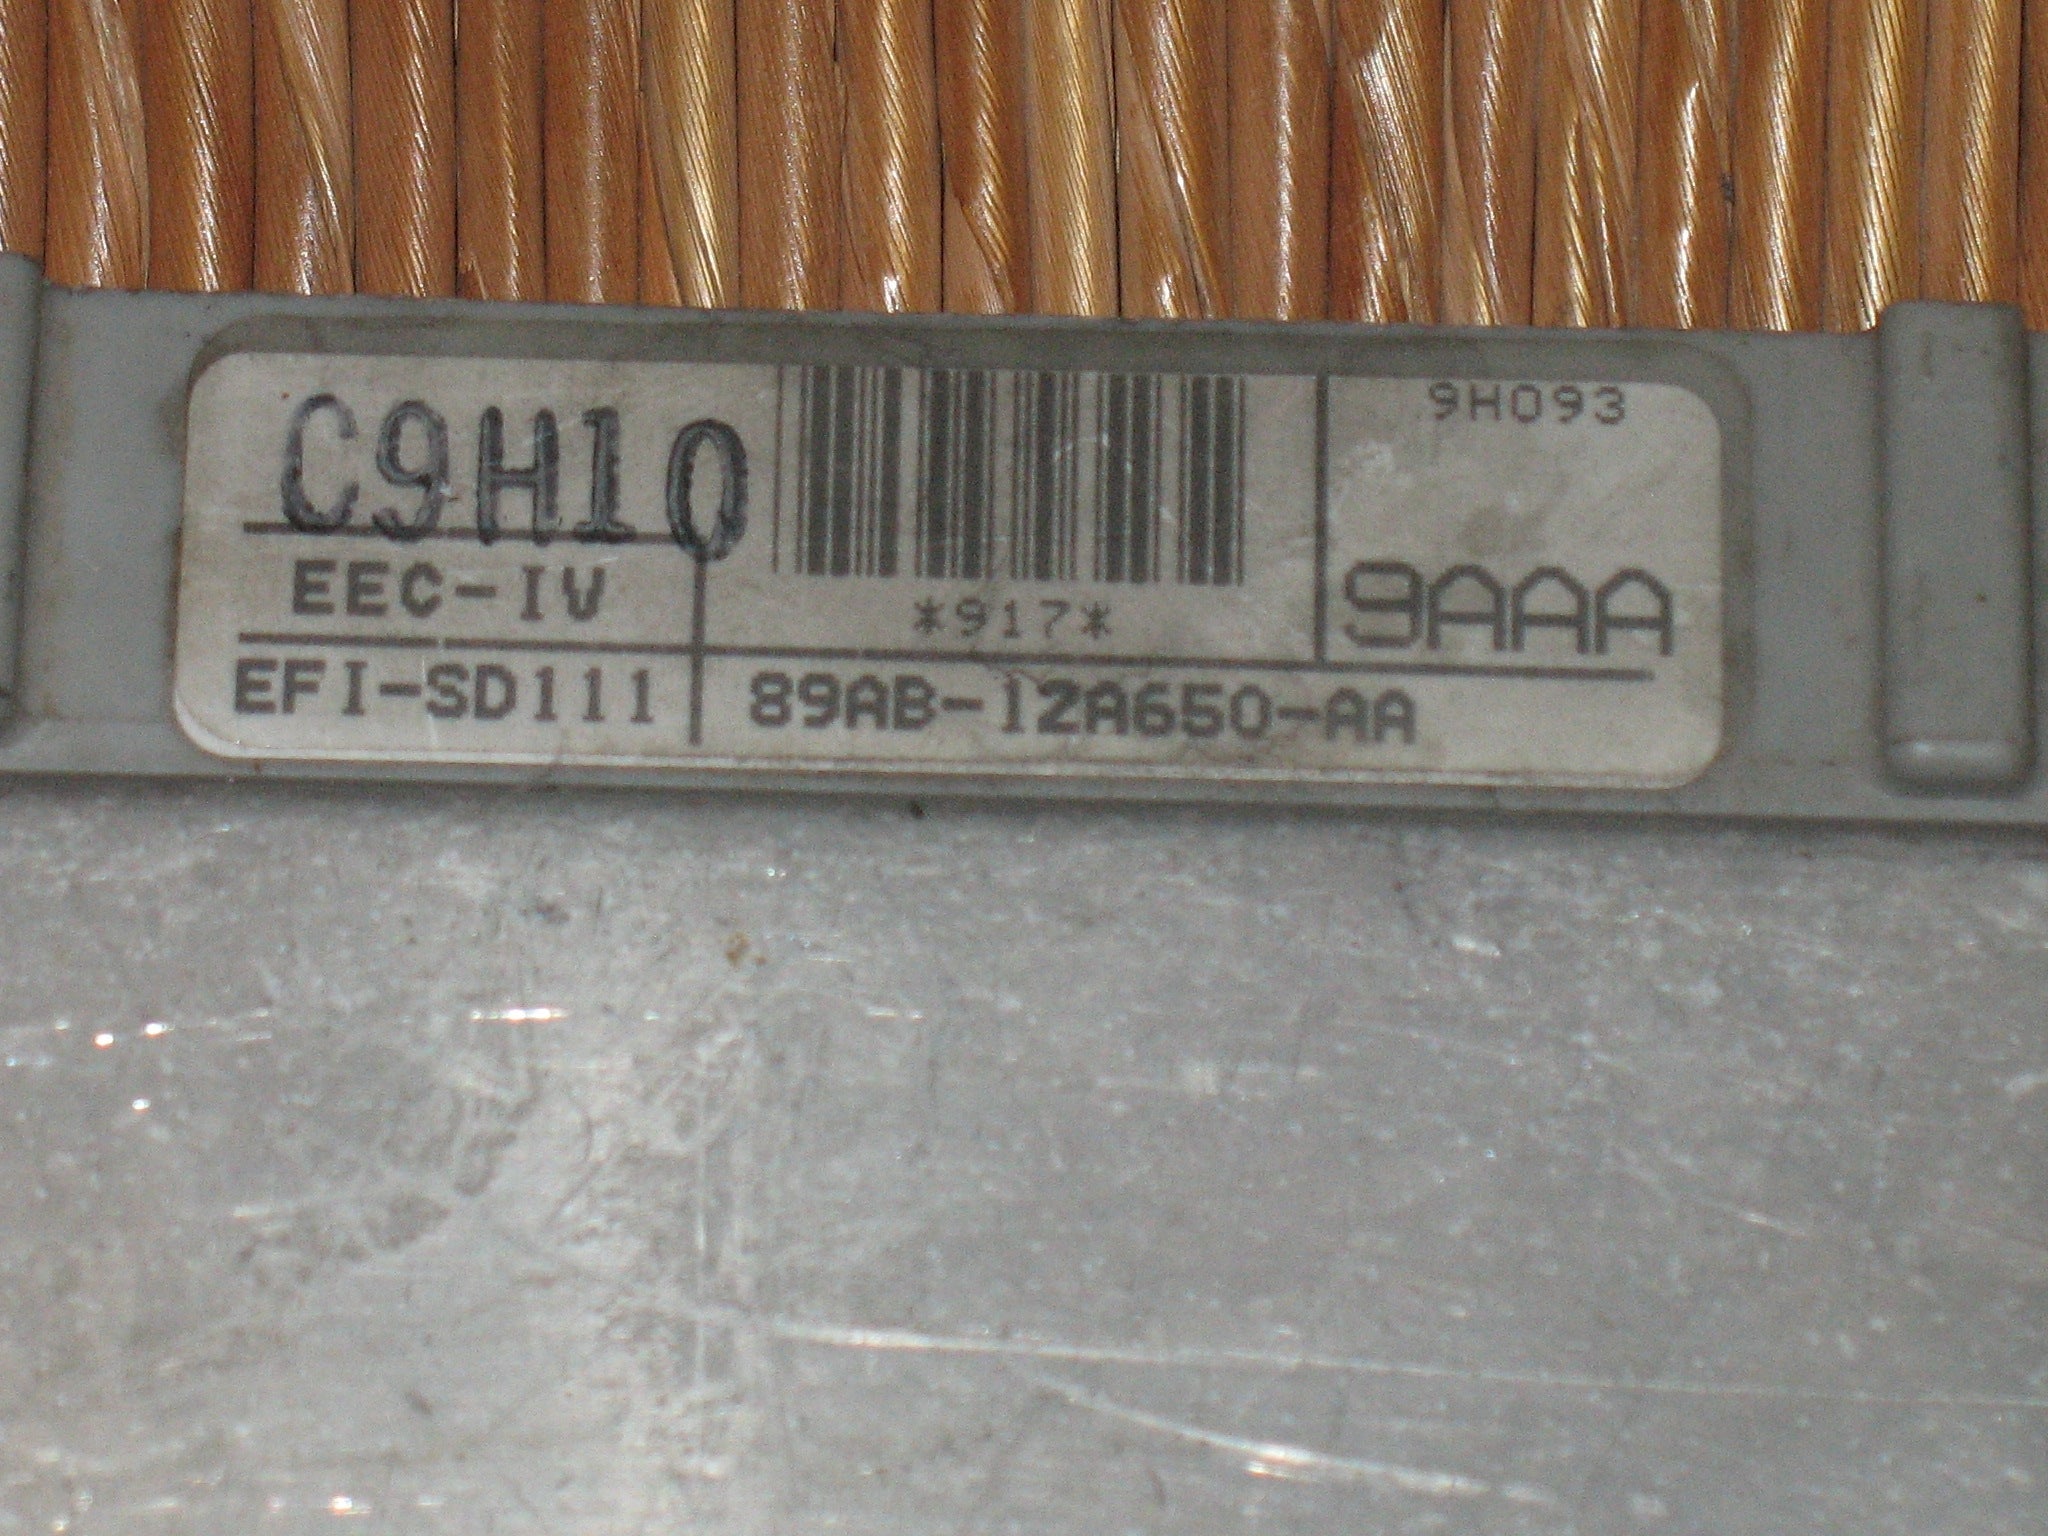 C9H10
9H093
EEC-IV
*917*
9AAA
EFI-SD111
89AB-12A650-AA